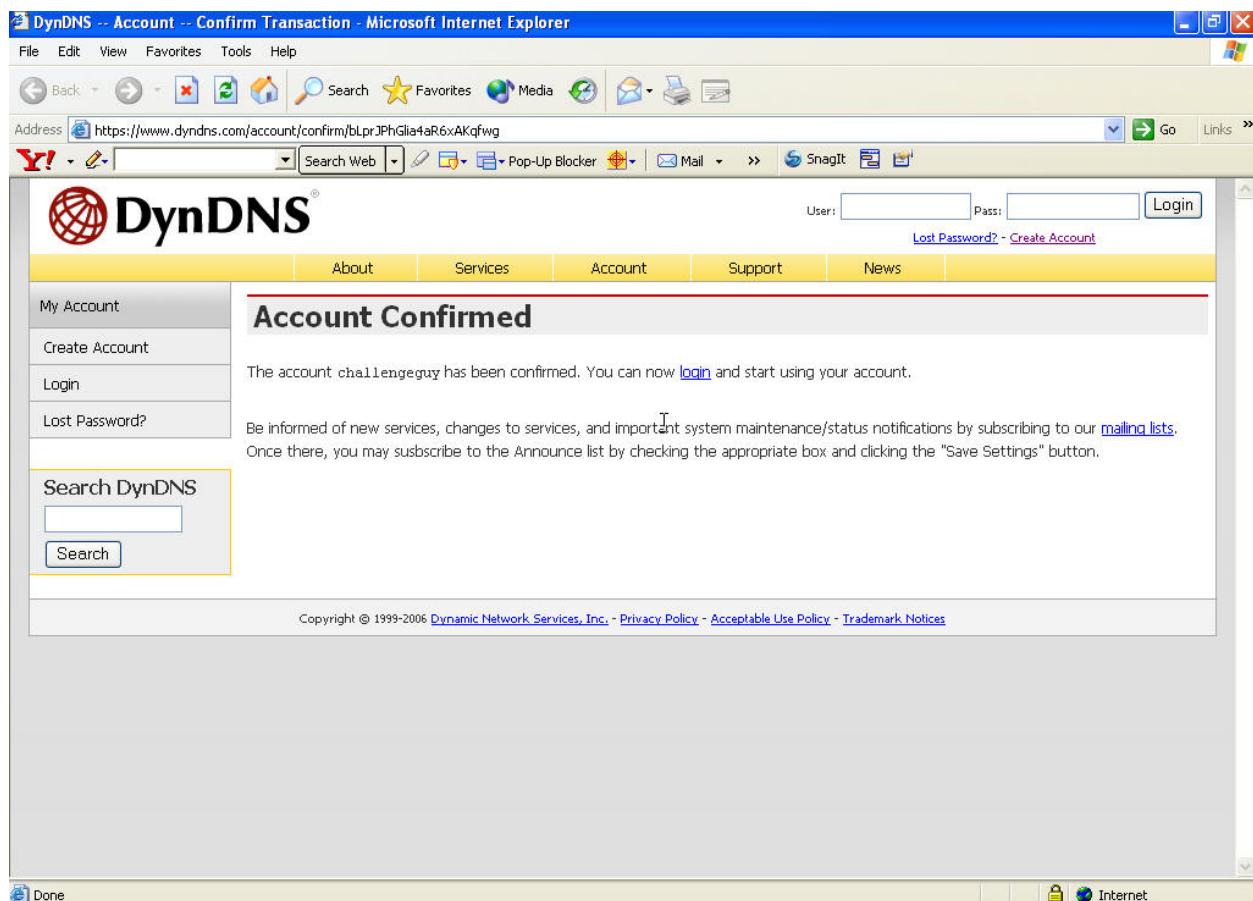 DynDNS -- Account -- Confirm Transaction - Microsoft Internet Explorer
File Edit View Favorites Tools Help
Back Search Favorites Media
Address https://www.dyndns.com/account/confirm/bLprJPhGlia4aR6xAKqfwg Go Links »
Y! Search Web Pop-Up Blocker Mail » SnagIt
DynDNS®
User: Pass: Login
Lost Password? - Create Account
About Services Account Support News
My Account
Create Account
Login
Lost Password?
Search DynDNS
Search
Account Confirmed
The account challengeguy has been confirmed. You can now login and start using your account.
Be informed of new services, changes to services, and important system maintenance/status notifications by subscribing to our mailing lists.
Once there, you may susbscribe to the Announce list by checking the appropriate box and clicking the "Save Settings" button.
Copyright © 1999-2006 Dynamic Network Services, Inc. - Privacy Policy - Acceptable Use Policy - Trademark Notices
Done Internet